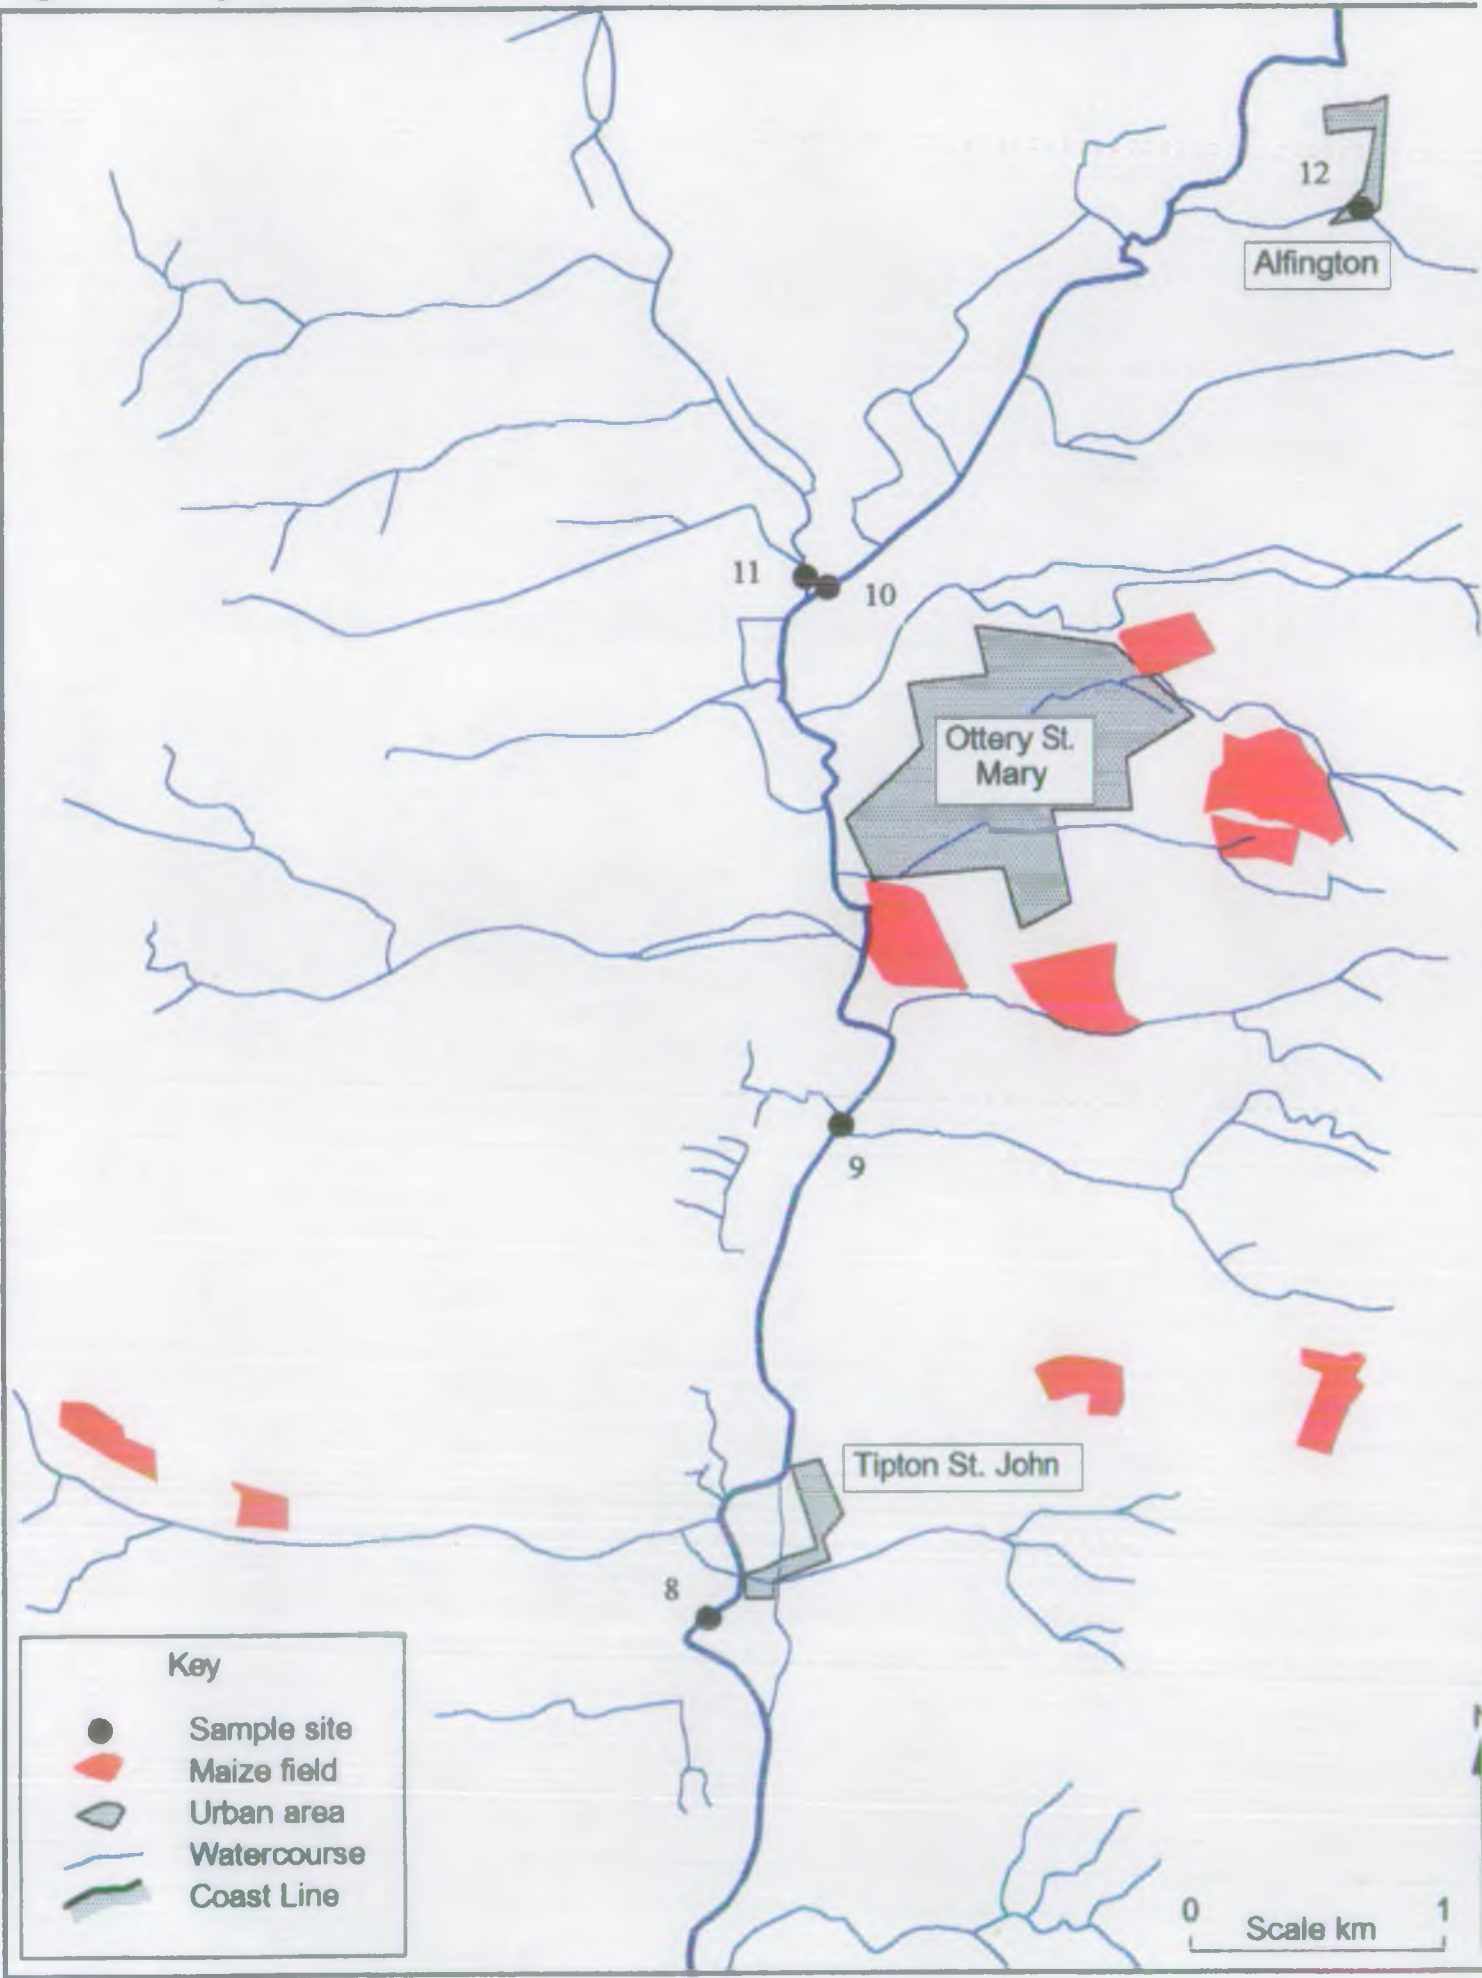 12
Alfington
11
10
Ottery St.
Mary
9
Tipton St. John
8
Key
Sample site
Maize field
Urban area
Watercourse
Coast Line
0 1
Scale km